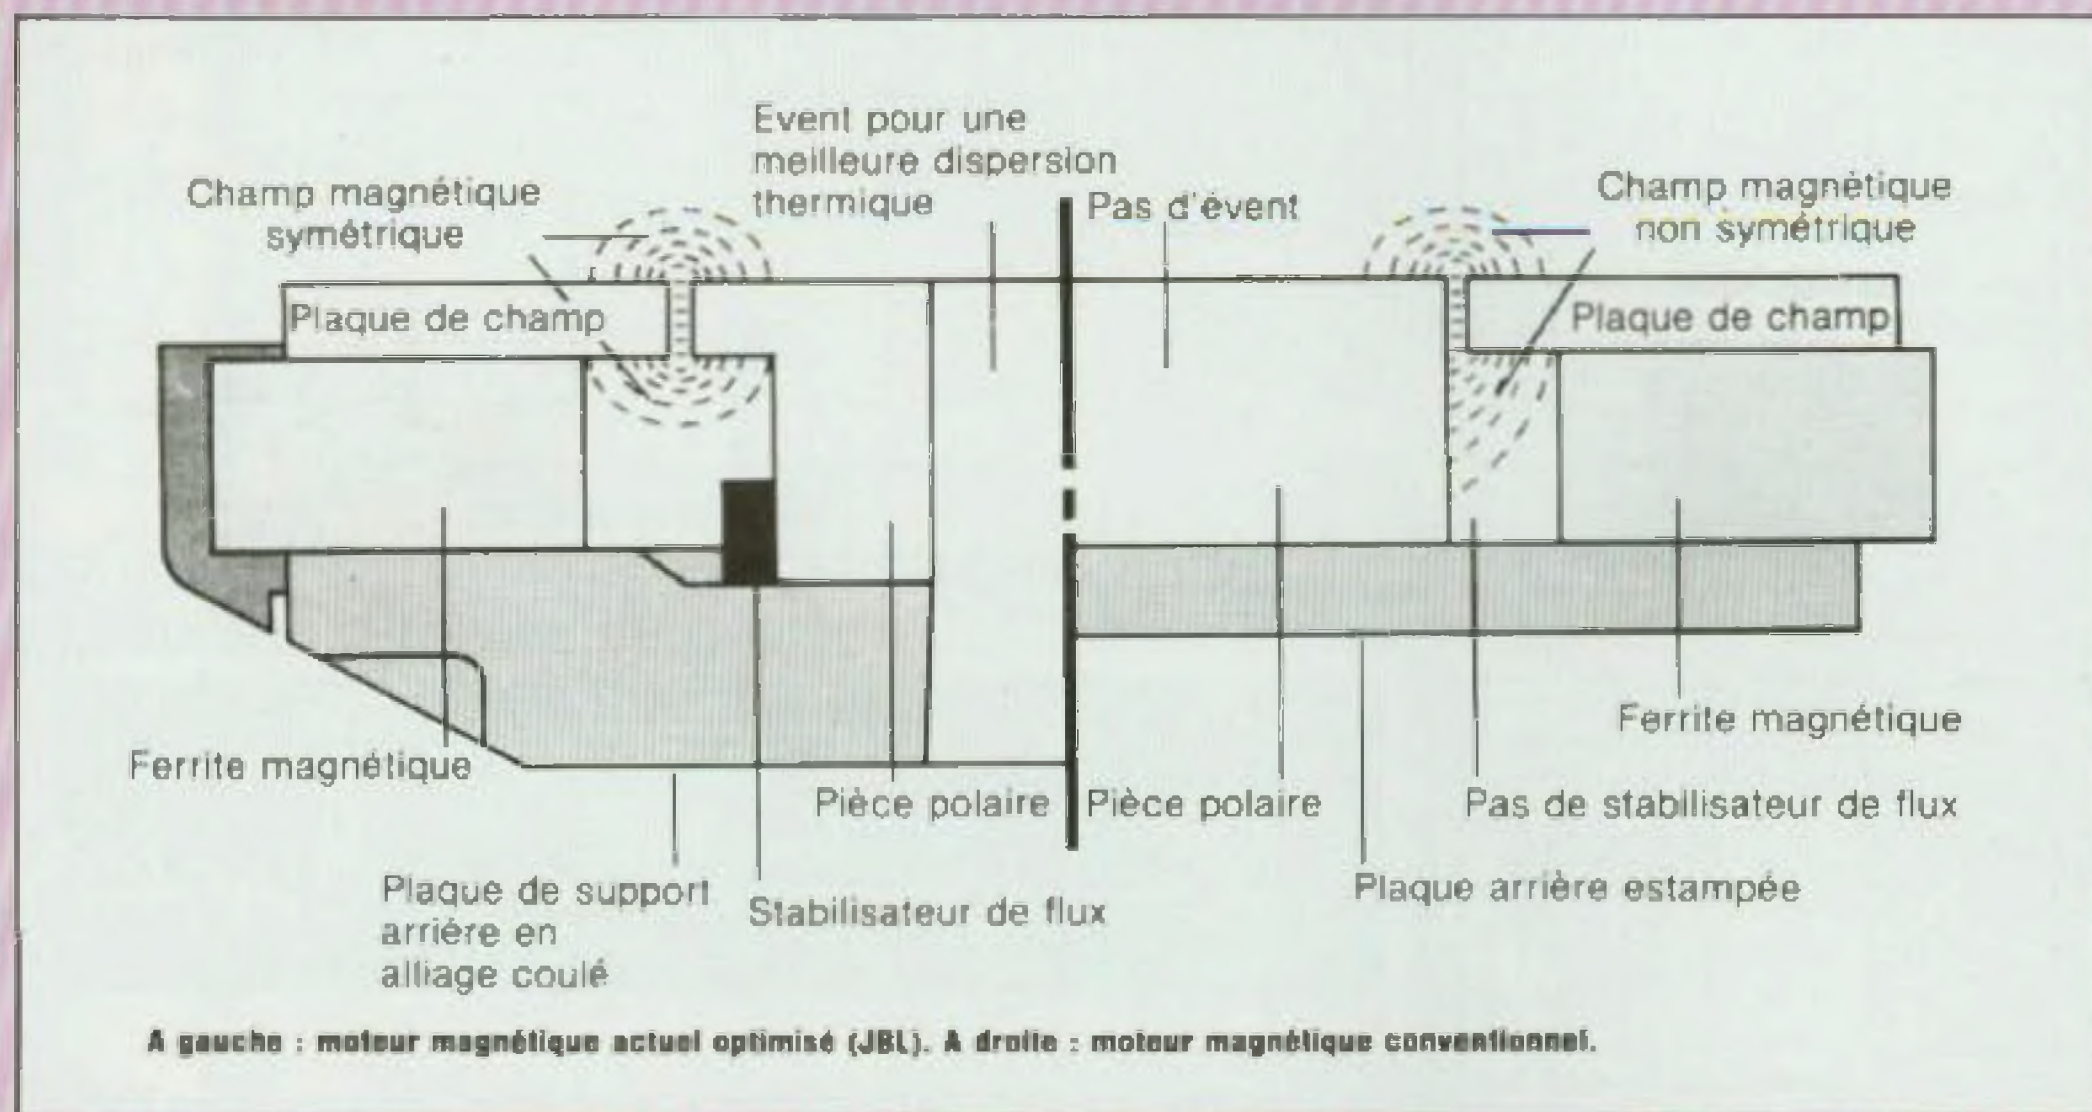 Event pour une
meilleure dispersion
thermique
Champ magnétique
symétrique
Pas d'évent
Champ magnétique
non symétrique
Plaque de champ
Plaque de champ
Ferrite magnétique
Ferrite magnétique
Pièce polaire
Pièce polaire
Pas de stabilisateur de flux
Plaque de support
arriére en
alliage coulé
Stabilisateur de flux
Plaque arrière estampée
A gauche : moteur magnétique actuel optimisé (JBL). A droite : moteur magnétique conventionnel.